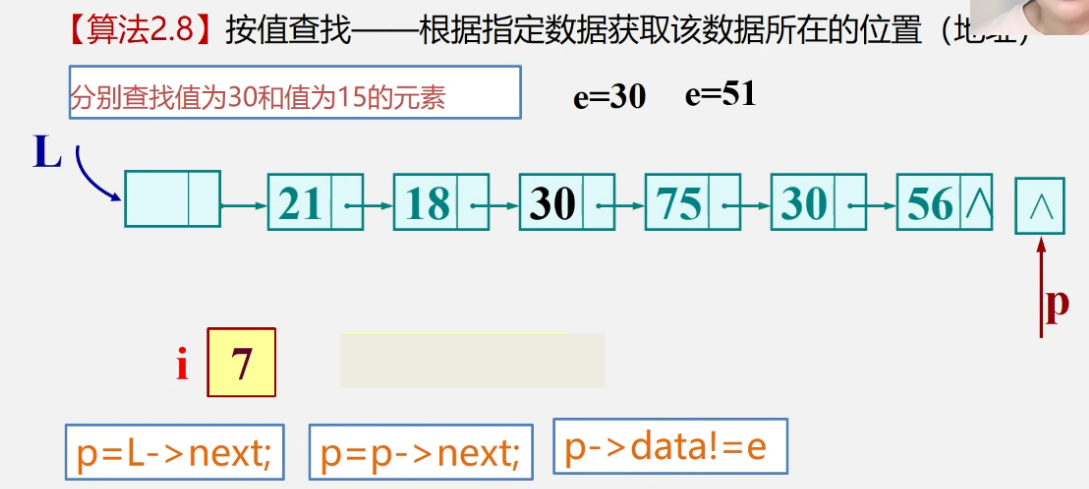 【算法2.8】按值查找——根据指定数据获取该数据所在的位置（地址）
分别查找值为30和值为15的元素 e=30 e=51
L
21 18 30 75 30 56 ∧ ∧
p
i 7
p=L->next; p=p->next; p->data!=e